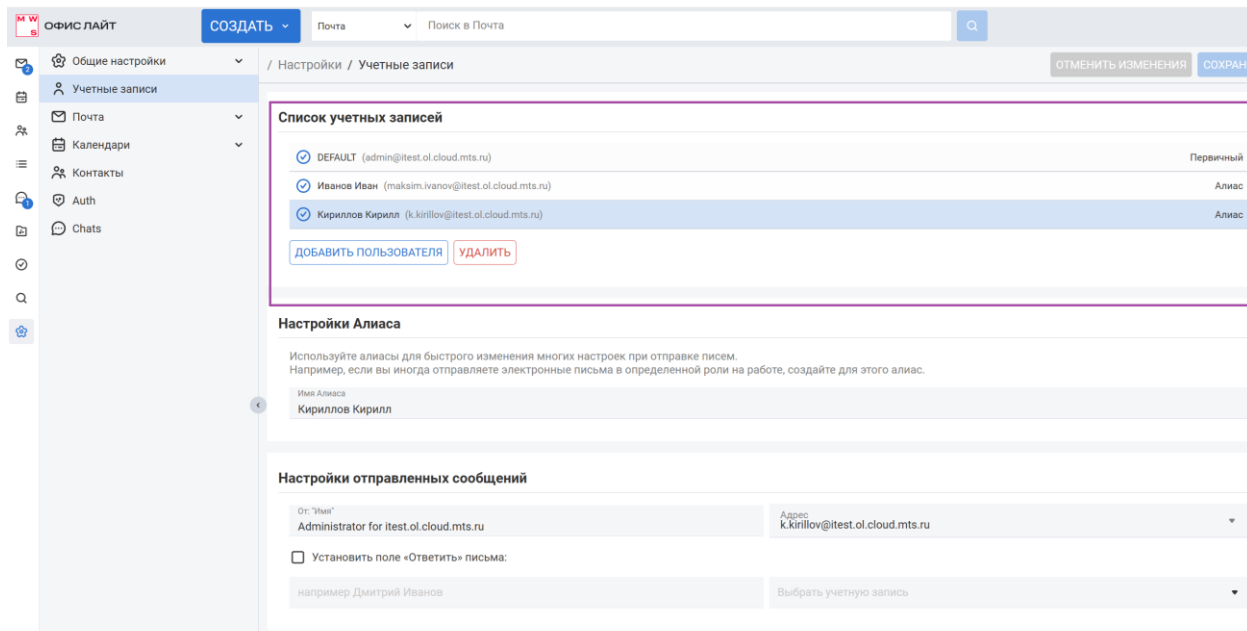 M W S ОФИС ЛАЙТ СОЗДАТЬ Почта Поиск в Почта
2 Общие настройки / Настройки / Учетные записи ОТМЕНИТЬ ИЗМЕНЕНИЯ СОХРАН
Учетные записи
Почта
Календари
Контакты
1 Auth
Chats
Список учетных записей
DEFAULT (admin@itest.ol.cloud.mts.ru) Первичный
Иванов Иван (maksim.ivanov@itest.ol.cloud.mts.ru) Алиас
Кириллов Кирилл (k.kirillov@itest.ol.cloud.mts.ru) Алиас
ДОБАВИТЬ ПОЛЬЗОВАТЕЛЯ УДАЛИТЬ
Настройки Алиаса
Используйте алиасы для быстрого изменения многих настроек при отправке писем.
Например, если вы иногда отправляете электронные письма в определенной роли на работе, создайте для этого алиас.
Имя Алиаса
Кириллов Кирилл
Настройки отправленных сообщений
От: "Имя" Адрес
Administrator for itest.ol.cloud.mts.ru k.kirillov@itest.ol.cloud.mts.ru
Установить поле «Ответить» письма:
например Дмитрий Иванов Выбрать учетную запись